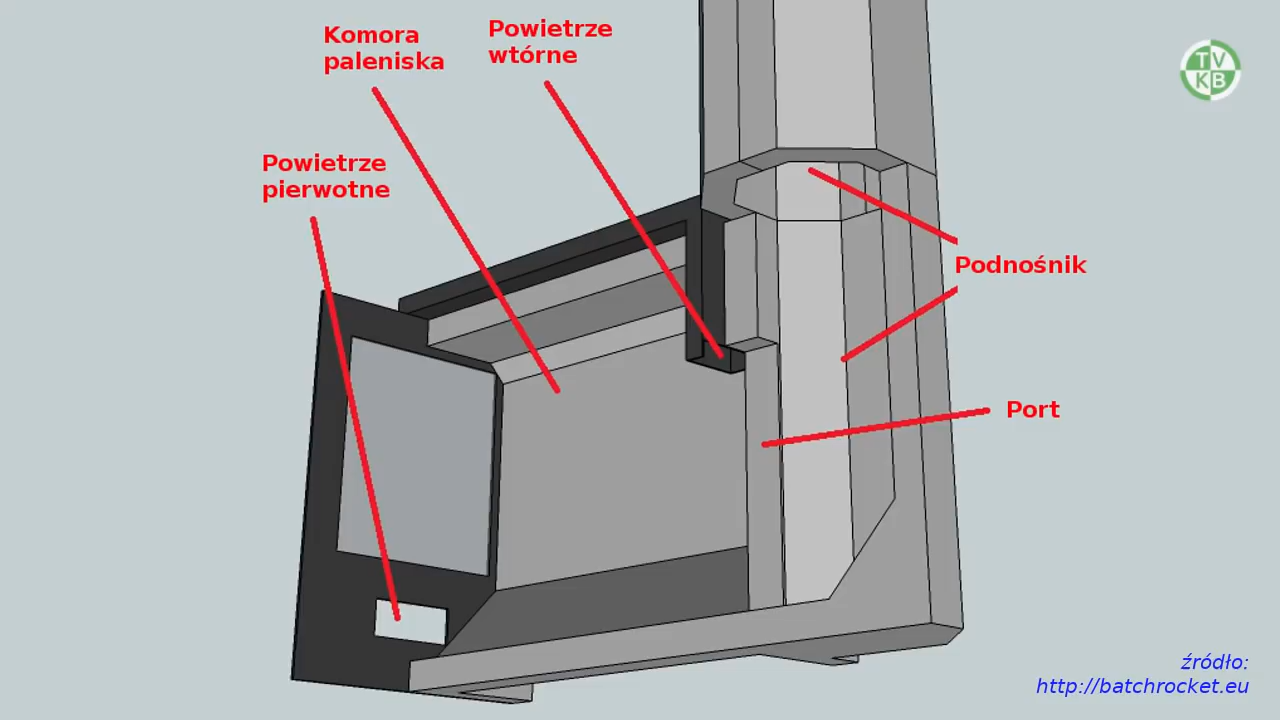 Komora
paleniska
Powietrze
wtórne
TV
KB
Powietrze
pierwotne
Podnośnik
Port
źródło:
http://batchrocket.eu